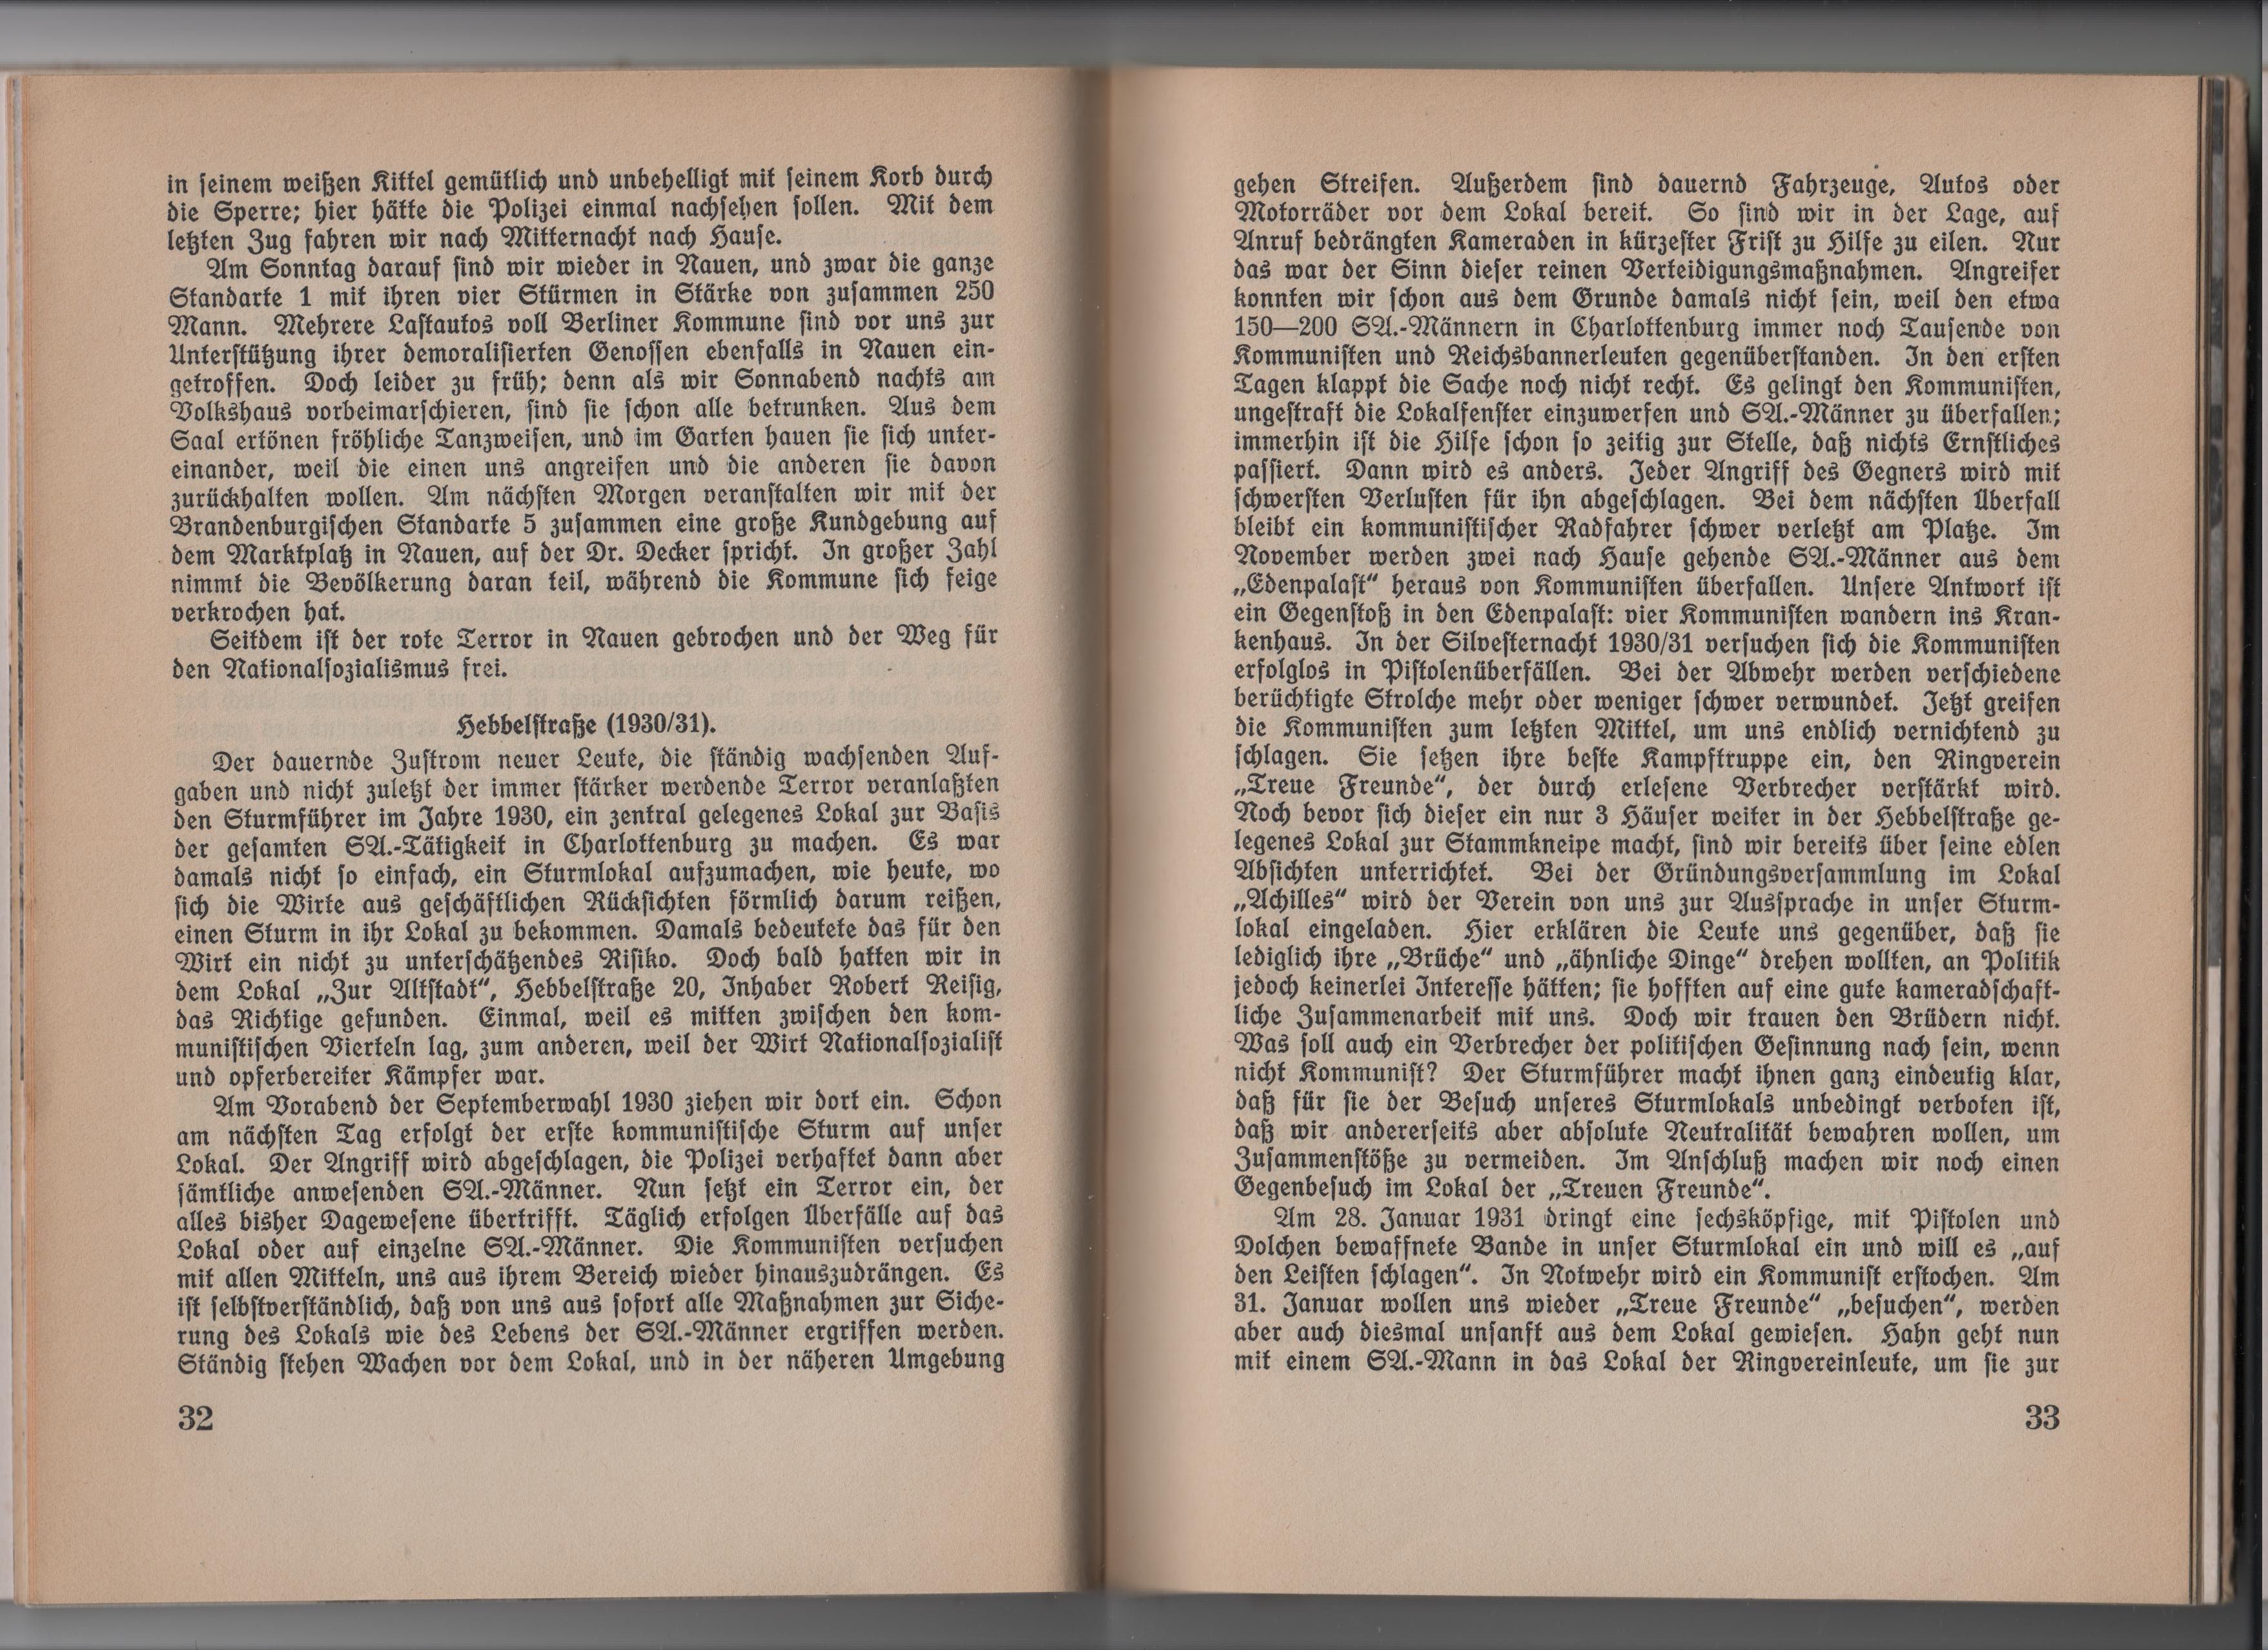 in seinem weißen Kittel gemütlich und unbehelligt mit seinem Korb durch
die Sperre; hier hätte die Polizei einmal nachsehen sollen. Mit dem
letzten Zug fahren wir nach Mitternacht nach Hause.
Am Sonntag darauf sind wir wieder in Nauen, und zwar die ganze
Standarte 1 mit ihren vier Stürmen in Stärke von zusammen 250
Mann. Mehrere Lastautos voll Berliner Kommune sind vor uns zur
Unterstützung ihrer demoralisierten Genossen ebenfalls in Nauen ein-
getroffen. Doch leider zu früh; denn als wir Sonnabend nachts am
Volkshaus vorbeimarschieren, sind sie schon alle betrunken. Aus dem
Saal ertönen fröhliche Tanzweisen, und im Garten hauen sie sich unter-
einander, weil die einen uns angreifen und die anderen sie davon
zurückhalten wollen. Am nächsten Morgen veranstalten wir mit der
Brandenburgischen Standarte 5 zusammen eine große Kundgebung auf
dem Marktplatz in Nauen, auf der Dr. Decker spricht. In großer Zahl
nimmt die Bevölkerung daran teil, während die Kommune sich feige
verkrochen hat.
Seitdem ist der rote Terror in Nauen gebrochen und der Weg für
den Nationalsozialismus frei.
Hebbelstraße (1930/31).
Der dauernde Zustrom neuer Leute, die ständig wachsenden Auf-
gaben und nicht zuletzt der immer stärker werdende Terror veranlaßten
den Sturmführer im Jahre 1930, ein zentral gelegenes Lokal zur Basis
der gesamten SA.-Tätigkeit in Charlottenburg zu machen. Es war
damals nicht so einfach, ein Sturmlokal aufzumachen, wie heute, wo
sich die Wirte aus geschäftlichen Rücksichten förmlich darum reißen,
einen Sturm in ihr Lokal zu bekommen. Damals bedeutete das für den
Wirt ein nicht zu unterschätzendes Risiko. Doch bald hatten wir in
dem Lokal „Zur Altstadt“, Hebbelstraße 20, Inhaber Robert Reisig,
das Richtige gefunden. Einmal, weil es mitten zwischen den kom-
munistischen Vierteln lag, zum anderen, weil der Wirt Nationalsozialist
und opferbereiter Kämpfer war.
Am Vorabend der Septemberwahl 1930 ziehen wir dort ein. Schon
am nächsten Tag erfolgt der erste kommunistische Sturm auf unser
Lokal. Der Angriff wird abgeschlagen, die Polizei verhaftet dann aber
sämtliche anwesenden SA.-Männer. Nun setzt ein Terror ein, der
alles bisher Dagewesene übertrifft. Täglich erfolgen Überfälle auf das
Lokal oder auf einzelne SA.-Männer. Die Kommunisten versuchen
mit allen Mitteln, uns aus ihrem Bereich wieder hinauszudrängen. Es
ist selbstverständlich, daß von uns aus sofort alle Maßnahmen zur Siche-
rung des Lokals wie des Lebens der SA.-Männer ergriffen werden.
Ständig stehen Wachen vor dem Lokal, und in der näheren Umgebung
32
gehen Streifen. Außerdem sind dauernd Fahrzeuge, Autos oder
Motorräder vor dem Lokal bereit. So sind wir in der Lage, auf
Anruf bedrängten Kameraden in kürzester Frist zu Hilfe zu eilen. Nur
das war der Sinn dieser reinen Verteidigungsmaßnahmen. Angreifer
konnten wir schon aus dem Grunde damals nicht sein, weil den etwa
150—200 SA.-Männern in Charlottenburg immer noch Tausende von
Kommunisten und Reichsbannerleuten gegenüberstanden. In den ersten
Tagen klappt die Sache noch nicht recht. Es gelingt den Kommunisten,
ungestraft die Lokalfenster einzuwerfen und SA.-Männer zu überfallen;
immerhin ist die Hilfe schon so zeitig zur Stelle, daß nichts Ernstliches
passiert. Dann wird es anders. Jeder Angriff des Gegners wird mit
schwersten Verlusten für ihn abgeschlagen. Bei dem nächsten Überfall
bleibt ein kommunistischer Radfahrer schwer verletzt am Platze. Im
November werden zwei nach Hause gehende SA.-Männer aus dem
„Edenpalast“ heraus von Kommunisten überfallen. Unsere Antwort ist
ein Gegenstoß in den Edenpalast: vier Kommunisten wandern ins Kran-
kenhaus. In der Silvesternacht 1930/31 versuchen sich die Kommunisten
erfolglos in Pistolenüberfällen. Bei der Abwehr werden verschiedene
berüchtigte Strolche mehr oder weniger schwer verwundet. Jetzt greifen
die Kommunisten zum letzten Mittel, um uns endlich vernichtend zu
schlagen. Sie setzen ihre beste Kampftruppe ein, den Ringverein
„Treue Freunde“, der durch erlesene Verbrecher verstärkt wird.
Noch bevor sich dieser ein nur 3 Häuser weiter in der Hebbelstraße ge-
legenes Lokal zur Stammkneipe macht, sind wir bereits über seine edlen
Absichten unterrichtet. Bei der Gründungsversammlung im Lokal
„Achilles“ wird der Verein von uns zur Aussprache in unser Sturm-
lokal eingeladen. Hier erklären die Leute uns gegenüber, daß sie
lediglich ihre „Brüche“ und „ähnliche Dinge“ drehen wollten, an Politik
jedoch keinerlei Interesse hätten; sie hofften auf eine gute kameradschaft-
liche Zusammenarbeit mit uns. Doch wir trauen den Brüdern nicht.
Was soll auch ein Verbrecher der politischen Gesinnung nach sein, wenn
nicht Kommunist? Der Sturmführer macht ihnen ganz eindeutig klar,
daß für sie der Besuch unseres Sturmlokals unbedingt verboten ist,
daß wir andererseits aber absolute Neutralität bewahren wollen, um
Zusammenstöße zu vermeiden. Im Anschluß machen wir noch einen
Gegenbesuch im Lokal der „Treuen Freunde“.
Am 28. Januar 1931 dringt eine sechsköpfige, mit Pistolen und
Dolchen bewaffnete Bande in unser Sturmlokal ein und will es „auf
den Leisten schlagen“. In Notwehr wird ein Kommunist erstochen. Am
31. Januar wollen uns wieder „Treue Freunde“ „besuchen“, werden
aber auch diesmal unsanft aus dem Lokal gewiesen. Hahn geht nun
mit einem SA.-Mann in das Lokal der Ringvereinleute, um sie zur
33